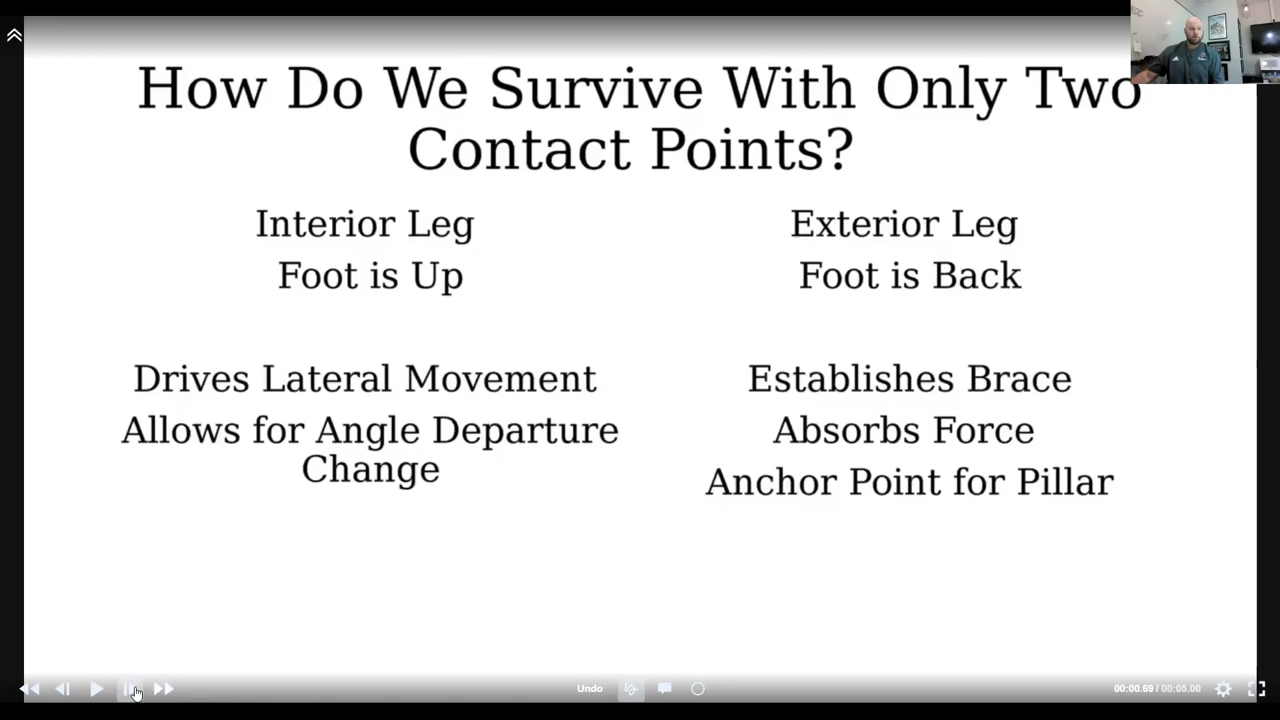 How Do We Survive With Only Two
Contact Points?
Interior Leg
Foot is Up
Drives Lateral Movement
Allows for Angle Departure
Change
Exterior Leg
Foot is Back
Establishes Brace
Absorbs Force
Anchor Point for Pillar
Undo
00:00.69 / 00:05.00